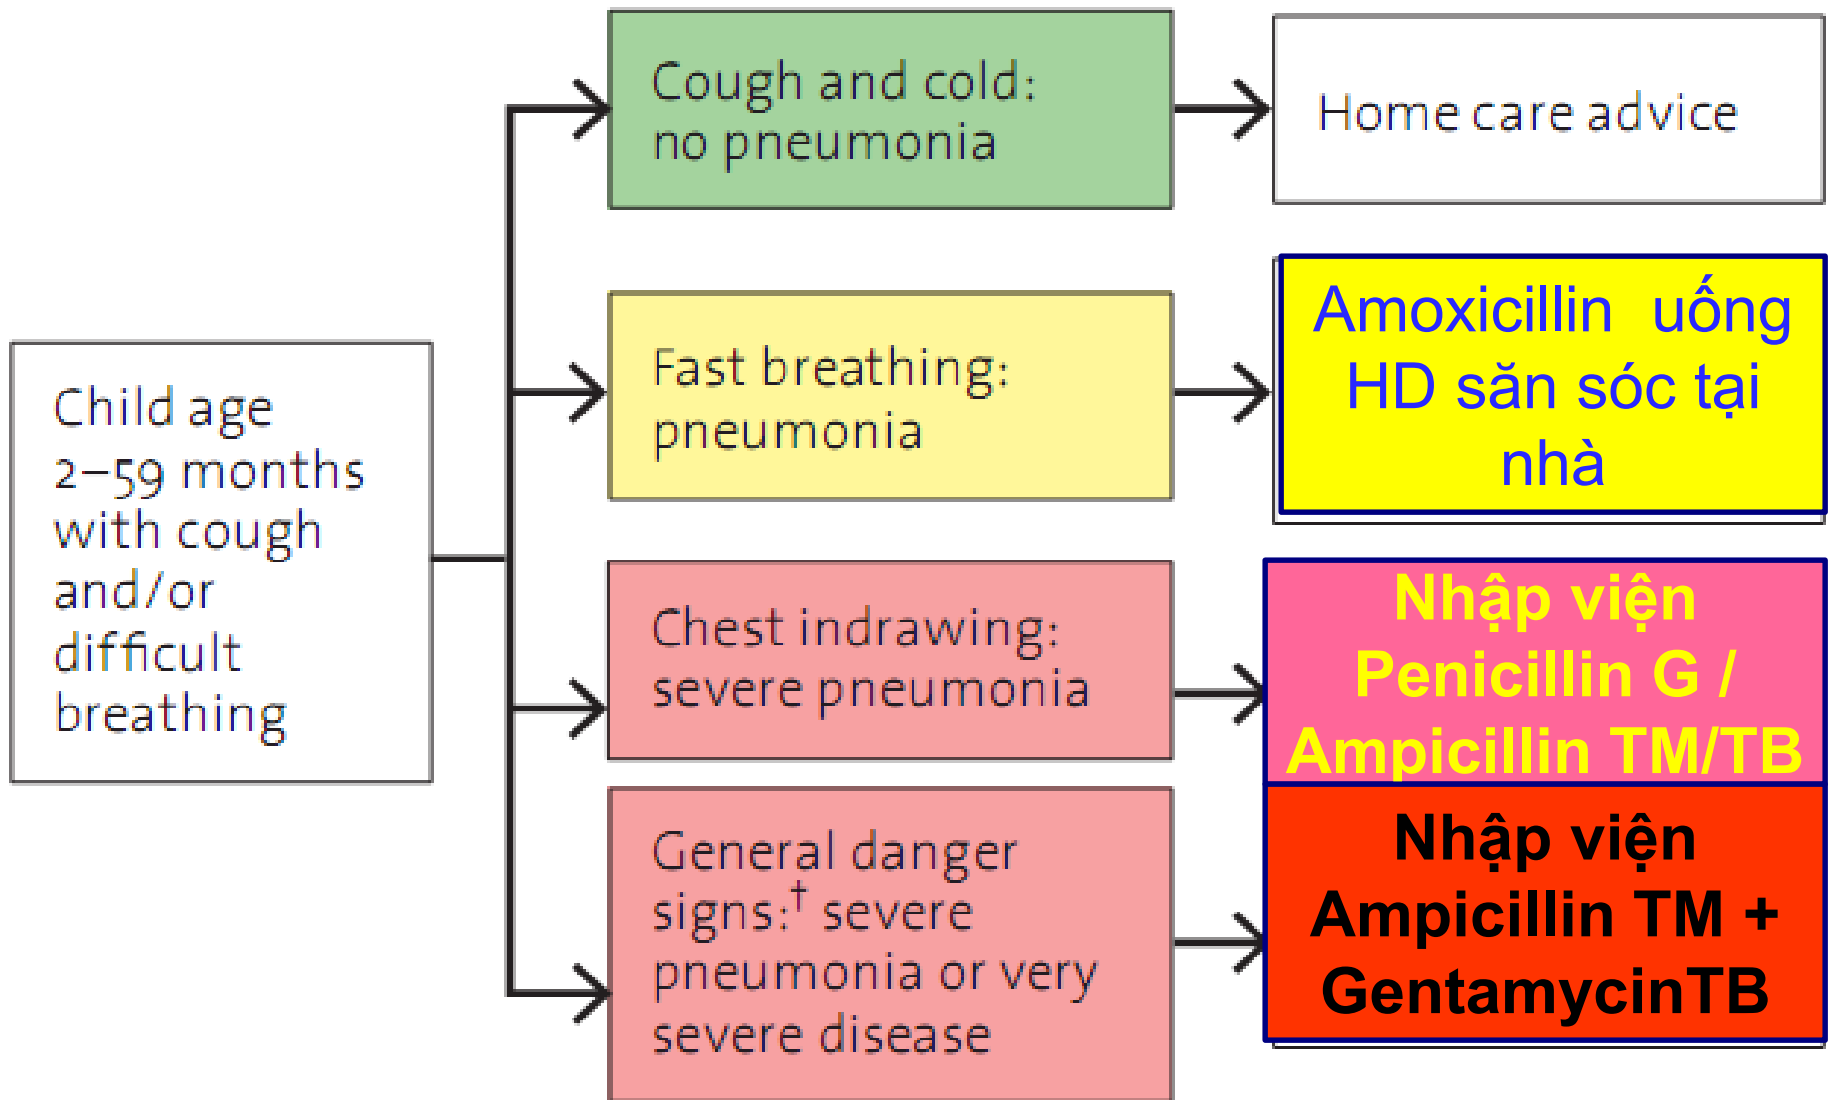 Child age
2–59 months
with cough
and/or
difficult
breathing
Cough and cold:
no pneumonia
Home care advice
Fast breathing:
pneumonia
Amoxicillin uống
HD săn sóc tại
nhà
Chest indrawing:
severe pneumonia
Nhập viện
Penicillin G /
Ampicillin TM/TB
General danger
signs:† severe
pneumonia or very
severe disease
Nhập viện
Ampicillin TM +
GentamycinTB